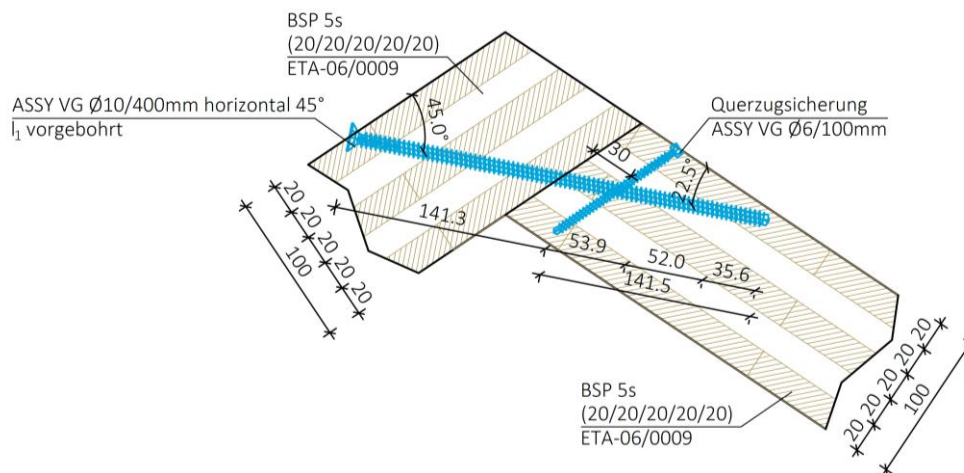 BSP 5s
(20/20/20/20/20)
ETA-06/0009
ASSY VG Ø10/400mm horizontal 45°
l₁ vorgebohrt
45.0°
Querzugsicherung
ASSY VG Ø6/100mm
30
22.5°
141.3
53.9
52.0
35.6
141.5
20
20
20
20
20
100
20
20
20
20
20
100
BSP 5s
(20/20/20/20/20)
ETA-06/0009